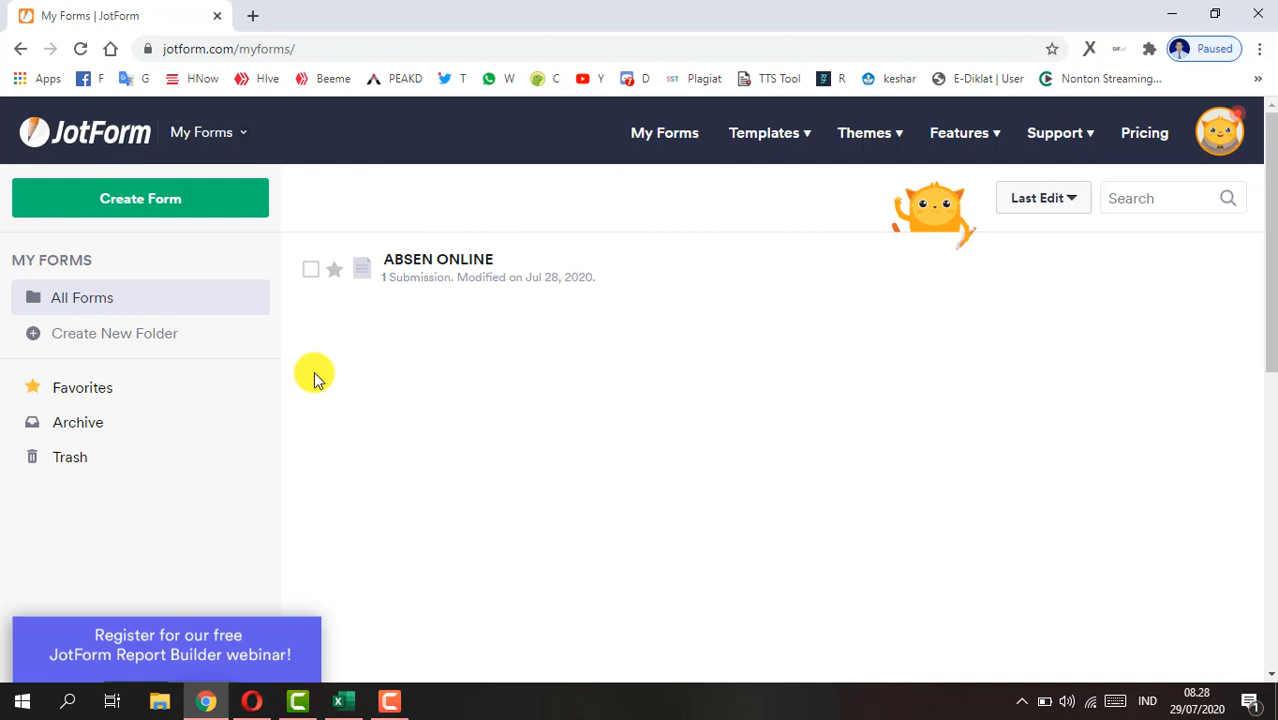 My Forms | JotForm
jotform.com/myforms/
Paused
Apps F G HNow HIve Beeme PEAKD T W C Y D SST Plagiat TTS Tool R keshar E-Diklat | User Nonton Streaming...
JotForm My Forms
My Forms Templates Themes Features Support Pricing
Create Form
Last Edit
Search
MY FORMS
All Forms
Create New Folder
Favorites
Archive
Trash
ABSEN ONLINE
1 Submission. Modified on Jul 28, 2020.
Register for our free
JotForm Report Builder webinar!
IND
08.28
29/07/2020
1